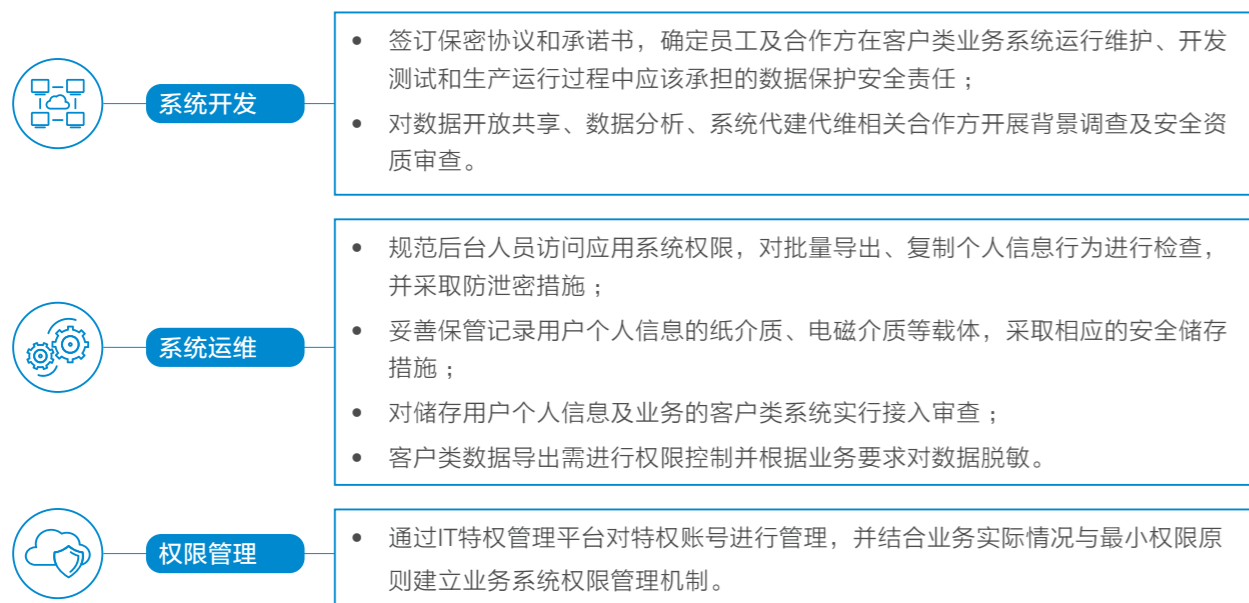 系统开发
• 签订保密协议和承诺书，确定员工及合作方在客户类业务系统运行维护、开发
测试和生产运行过程中应该承担的数据保护安全责任；
• 对数据开放共享、数据分析、系统代建代维相关合作方开展背景调查及安全资
质审查。
系统运维
• 规范后台人员访问应用系统权限，对批量导出、复制个人信息行为进行检查，
并采取防泄密措施；
• 妥善保管记录用户个人信息的纸介质、电磁介质等载体，采取相应的安全储存
措施；
• 对储存用户个人信息及业务的客户类系统实行接入审查；
• 客户类数据导出需进行权限控制并根据业务要求对数据脱敏。
权限管理
• 通过IT特权管理平台对特权账号进行管理，并结合业务实际情况与最小权限原
则建立业务系统权限管理机制。